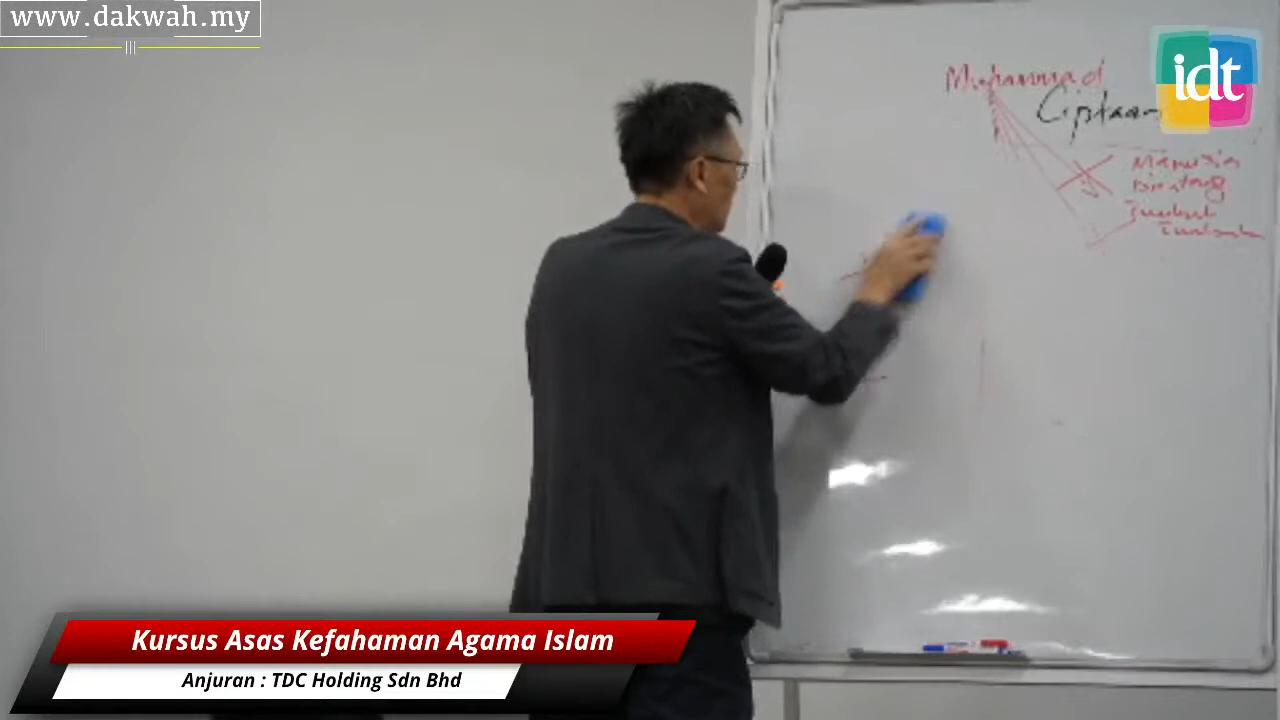 www.dakwah.my
idt
Muhammad
Ciptaan
Manusia
Binatang
Kursus Asas Kefahaman Agama Islam
Anjuran : TDC Holding Sdn Bhd